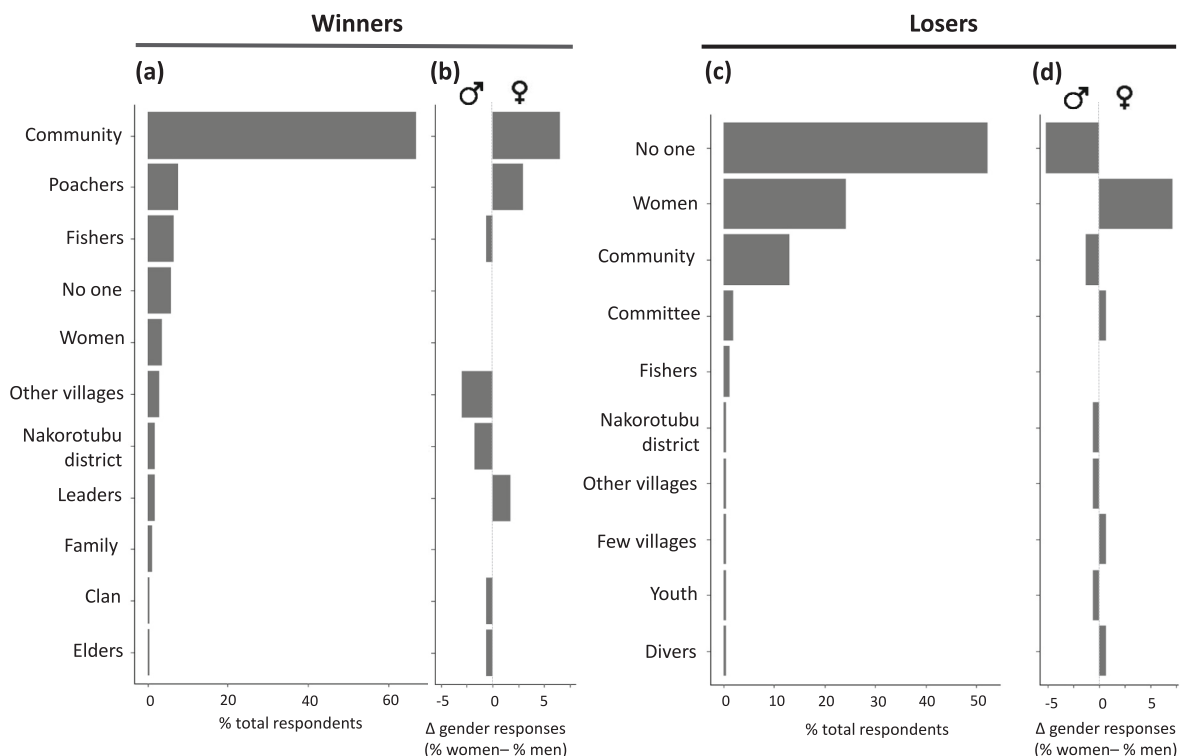 Winners
Losers
(a)
(b)
(c)
(d)
♂ ♀
♂ ♀
Community
Poachers
Fishers
No one
Women
Other villages
Nakorotubu
district
Leaders
Family
Clan
Elders
0 20 40 60
% total respondents
-5 0 5
Δ gender responses
(% women– % men)
No one
Women
Community
Committee
Fishers
Nakorotubu
district
Other villages
Few villages
Youth
Divers
0 10 20 30 40 50
% total respondents
-5 0 5
Δ gender responses
(% women– % men)